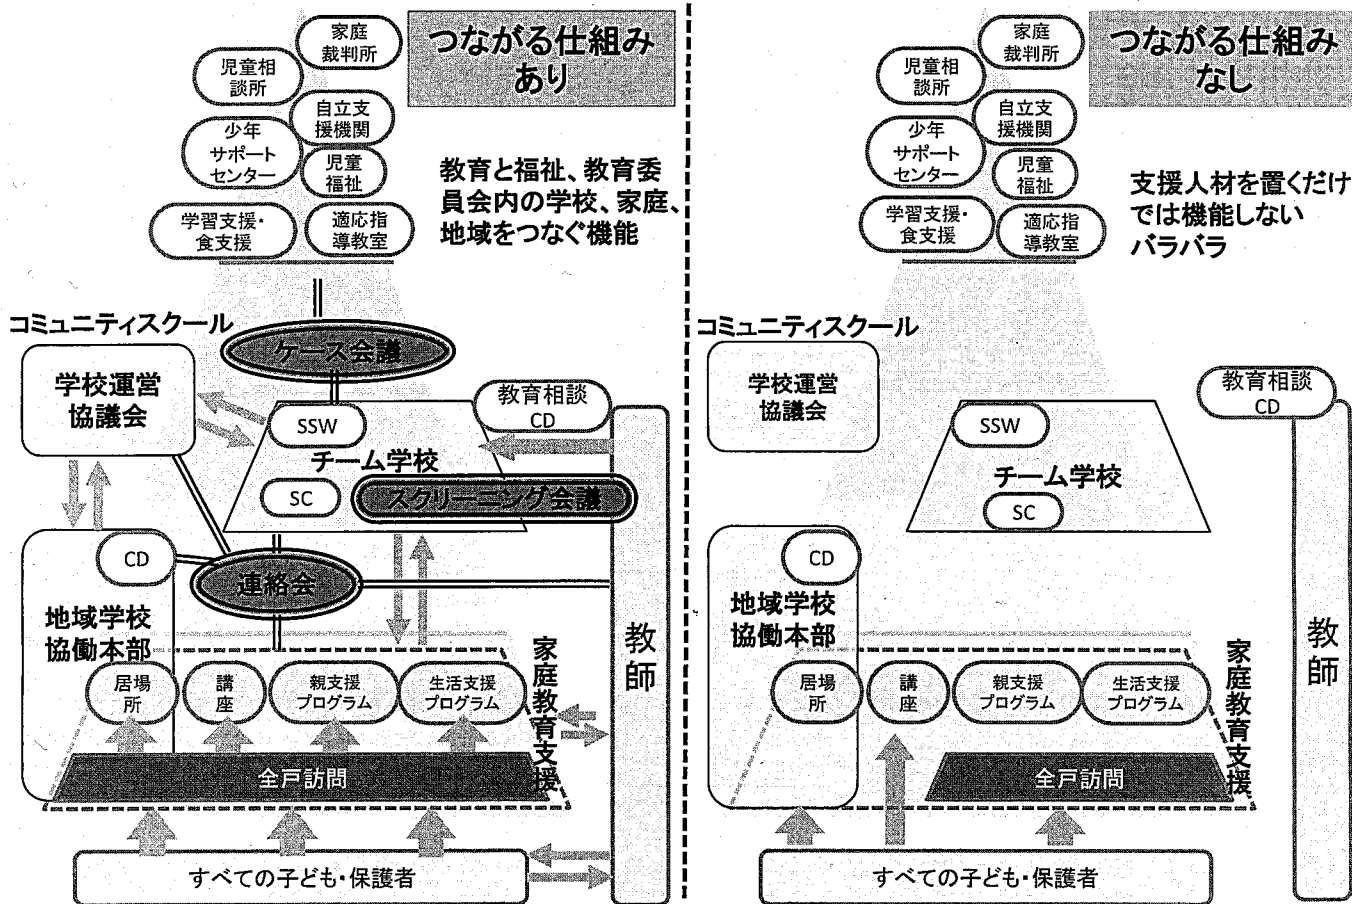 家庭
裁判所
つながる仕組み
あり
児童相
談所
自立支
援機関
少年
サポート
センター
児童
福祉
教育と福祉、教育委
員会内の学校、家庭、
地域をつなぐ機能
学習支援・
食支援
適応指
導教室
コミュニティスクール
ケース会議
学校運営
協議会
教育相談
CD
SSW
チーム学校
SC
スクリーニング会議
CD
連絡会
地域学校
協働本部
教師
家庭教育支援
居場
所
講
座
親支援
プログラム
生活支援
プログラム
全戸訪問
すべての子ども・保護者
家庭
裁判所
つながる仕組み
なし
児童相
談所
自立支
援機関
少年
サポート
センター
児童
福祉
支援人材を置くだけ
では機能しない
バラバラ
学習支援・
食支援
適応指
導教室
コミュニティスクール
学校運営
協議会
教育相談
CD
SSW
チーム学校
SC
CD
地域学校
協働本部
教師
家庭教育支援
居場
所
講
座
親支援
プログラム
生活支援
プログラム
全戸訪問
すべての子ども・保護者